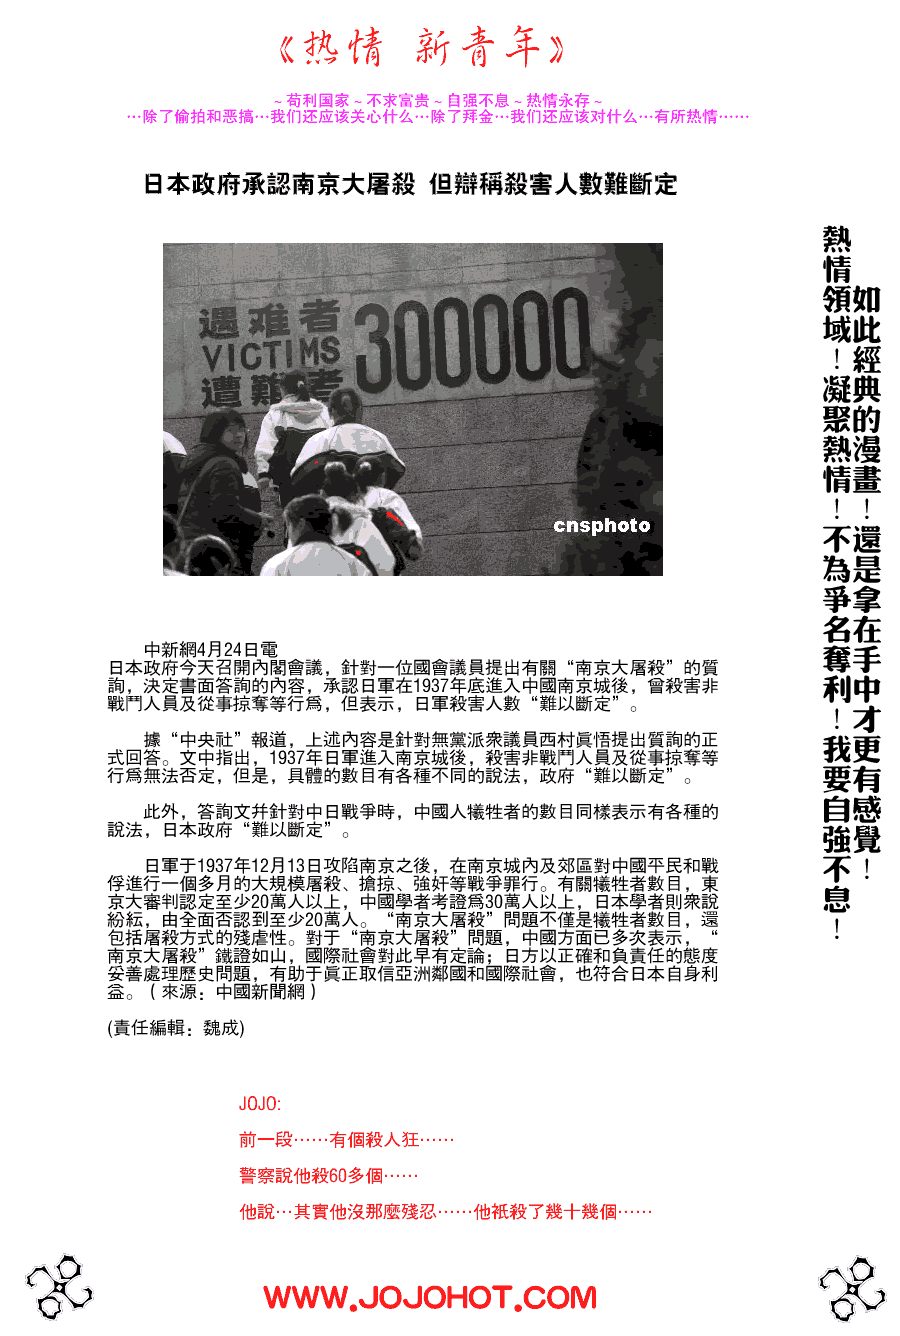 《热情 新青年》
~苟利国家~不求富贵~自强不息~热情永存~
…除了偷拍和恶搞…我们还应该关心什么…除了拜金…我们还应该对什么…有所热情……
日本政府承認南京大屠殺 但辯稱殺害人數難斷定
遇难者
VICTIMS
遭難者
300000
cnsphoto
中新網4月24日電
日本政府今天召開內閣會議，針對一位國會議員提出有關“南京大屠殺”的質
詢，決定書面答詢的內容，承認日軍在1937年底進入中國南京城後，曾殺害非
戰鬥人員及從事掠奪等行爲，但表示，日軍殺害人數“難以斷定”。
據“中央社”報道，上述內容是針對無黨派衆議員西村眞悟提出質詢的正
式回答。文中指出，1937年日軍進入南京城後，殺害非戰鬥人員及從事掠奪等
行爲無法否定，但是，具體的數目有各種不同的說法，政府“難以斷定”。
此外，答詢文幷針對中日戰爭時，中國人犧牲者的數目同樣表示有各種的
說法，日本政府“難以斷定”。
日軍于1937年12月13日攻陷南京之後，在南京城內及郊區對中國平民和戰
俘進行一個多月的大規模屠殺、搶掠、強奸等戰爭罪行。有關犧牲者數目，東
京大審判認定至少20萬人以上，中國學者考證爲30萬人以上，日本學者則衆說
紛紜，由全面否認到至少20萬人。“南京大屠殺”問題不僅是犧牲者數目，還
包括屠殺方式的殘虐性。對于“南京大屠殺”問題，中國方面已多次表示，“
南京大屠殺”鐵證如山，國際社會對此早有定論；日方以正確和負責任的態度
妥善處理歷史問題，有助于眞正取信亞洲鄰國和國際社會，也符合日本自身利
益。（來源：中國新聞網）
(責任編輯：魏成)
JOJO:
前一段……有個殺人狂……
警察說他殺60多個……
他說…其實他沒那麼殘忍……他衹殺了幾十幾個……
如此經典的漫畫！還是拿在手中才更有感覺！
熱情領域！凝聚熱情！不為爭名奪利！我要自強不息！
WWW.JOJOHOT.COM